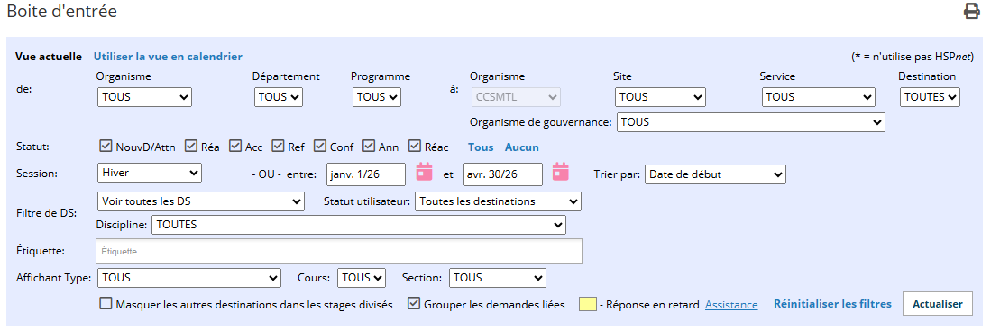 Boite d'entrée
Vue actuelle Utiliser la vue en calendrier (* = n'utilise pas HSPnet)
Organisme Département Programme Organisme Site Service Destination
de: TOUS TOUS TOUS à: CCSMTL TOUS TOUS TOUTES
Organisme de gouvernance: TOUS
Statut: NouvD/Attn Réa Acc Ref Conf Ann Réac Tous Aucun
Session: Hiver - OU - entre: janv. 1/26 et avr. 30/26 Trier par: Date de début
Filtre de DS: Voir toutes les DS Statut utilisateur: Toutes les destinations
Discipline: TOUTES
Étiquette: Étiquette
Affichant Type: TOUS Cours: TOUS Section: TOUS
Masquer les autres destinations dans les stages divisés Grouper les demandes liées - Réponse en retard Assistance Réinitialiser les filtres Actualiser